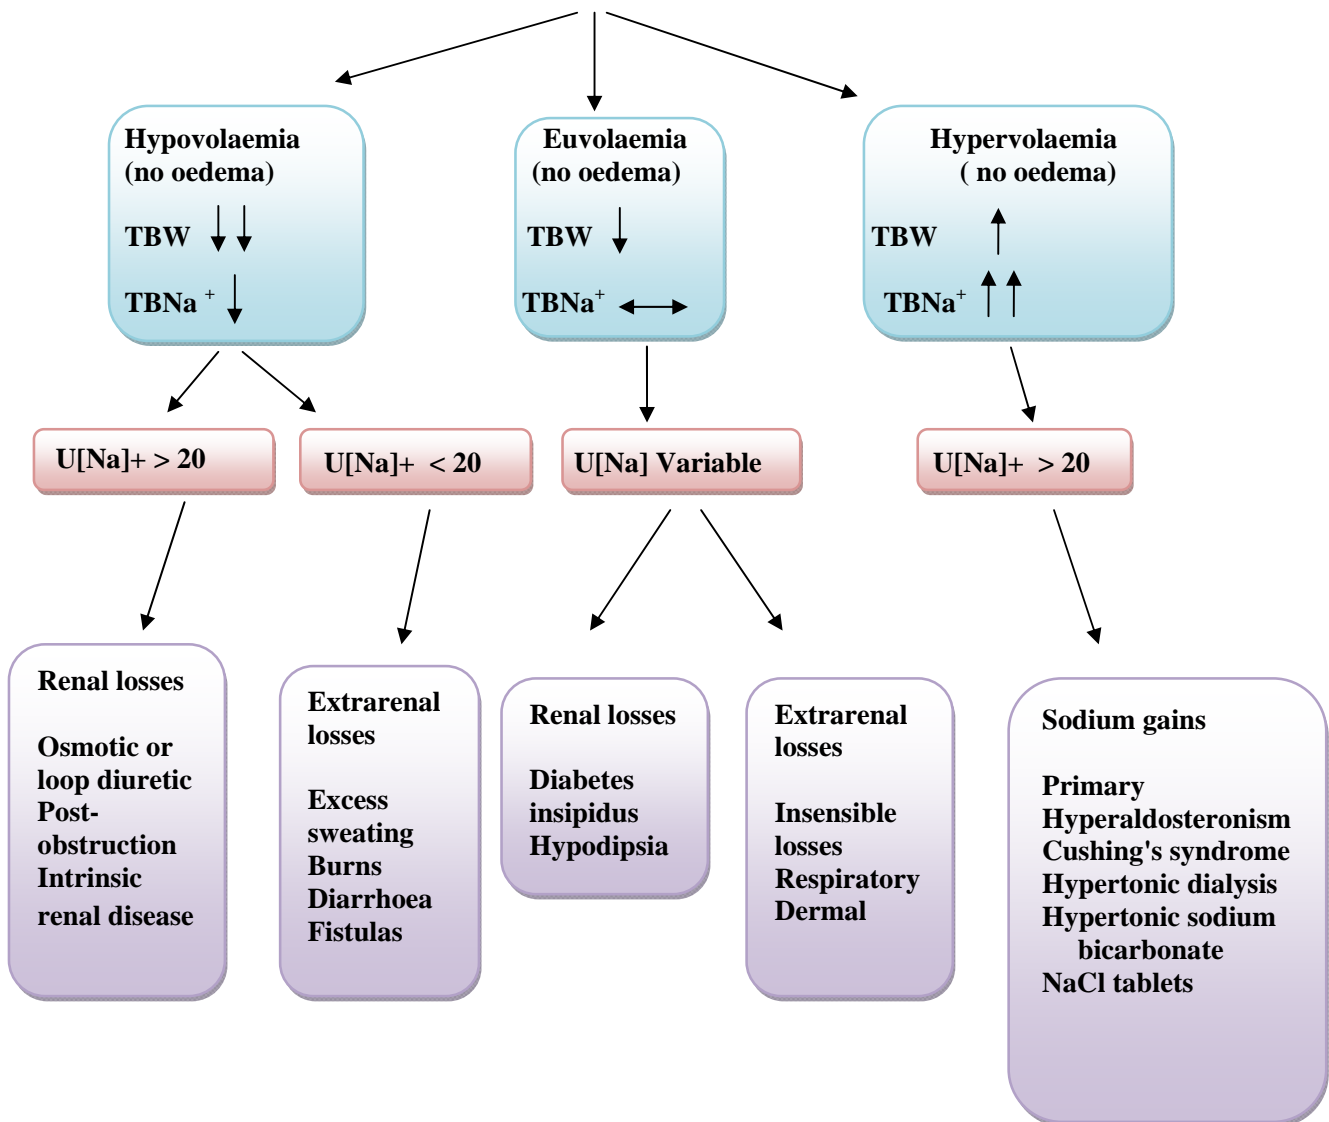 Hypovolaemia
(no oedema)
TBW
TBNa +
Euvolaemia
(no oedema)
TBW
TBNa+
Hypervolaemia
( no oedema)
TBW
TBNa+
U[Na]+ > 20
U[Na]+ < 20
U[Na] Variable
U[Na]+ > 20
Renal losses
Osmotic or
loop diuretic
Post-
obstruction
Intrinsic
renal disease
Extrarenal
losses
Excess
sweating
Burns
Diarrhoea
Fistulas
Renal losses
Diabetes
insipidus
Hypodipsia
Extrarenal
losses
Insensible
losses
Respiratory
Dermal
Sodium gains
Primary
Hyperaldosteronism
Cushing's syndrome
Hypertonic dialysis
Hypertonic sodium
bicarbonate
NaCl tablets